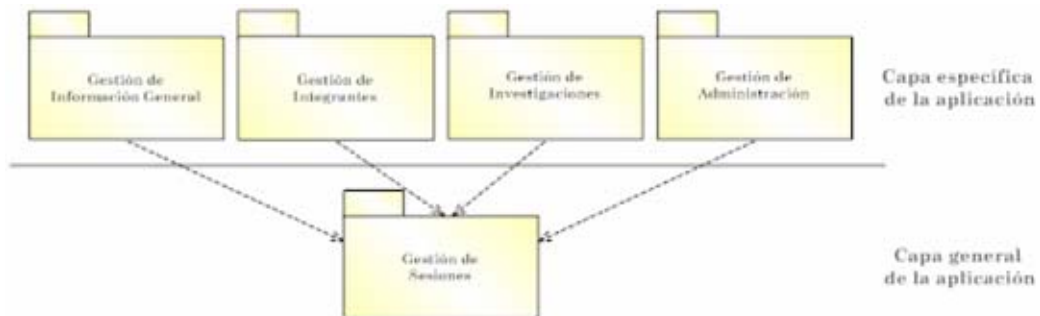 Gestión de
Información General
Gestión de
Integrantes
Gestión de
Investigaciones
Gestión de
Administración
Capa específica
de la aplicación
Gestión de
Sesiones
Capa general
de la aplicación